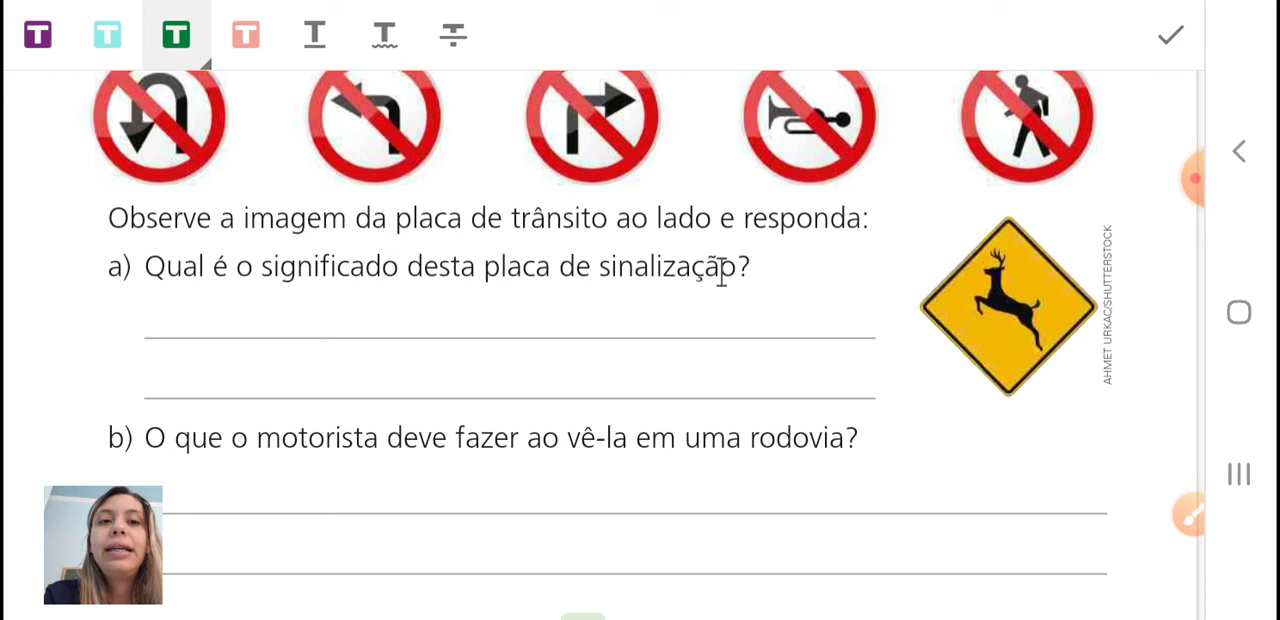 T T T T T T T
Observe a imagem da placa de trânsito ao lado e responda:
a) Qual é o significado desta placa de sinalização?
AHMET URKAC/SHUTTERSTOCK
b) O que o motorista deve fazer ao vê-la em uma rodovia?